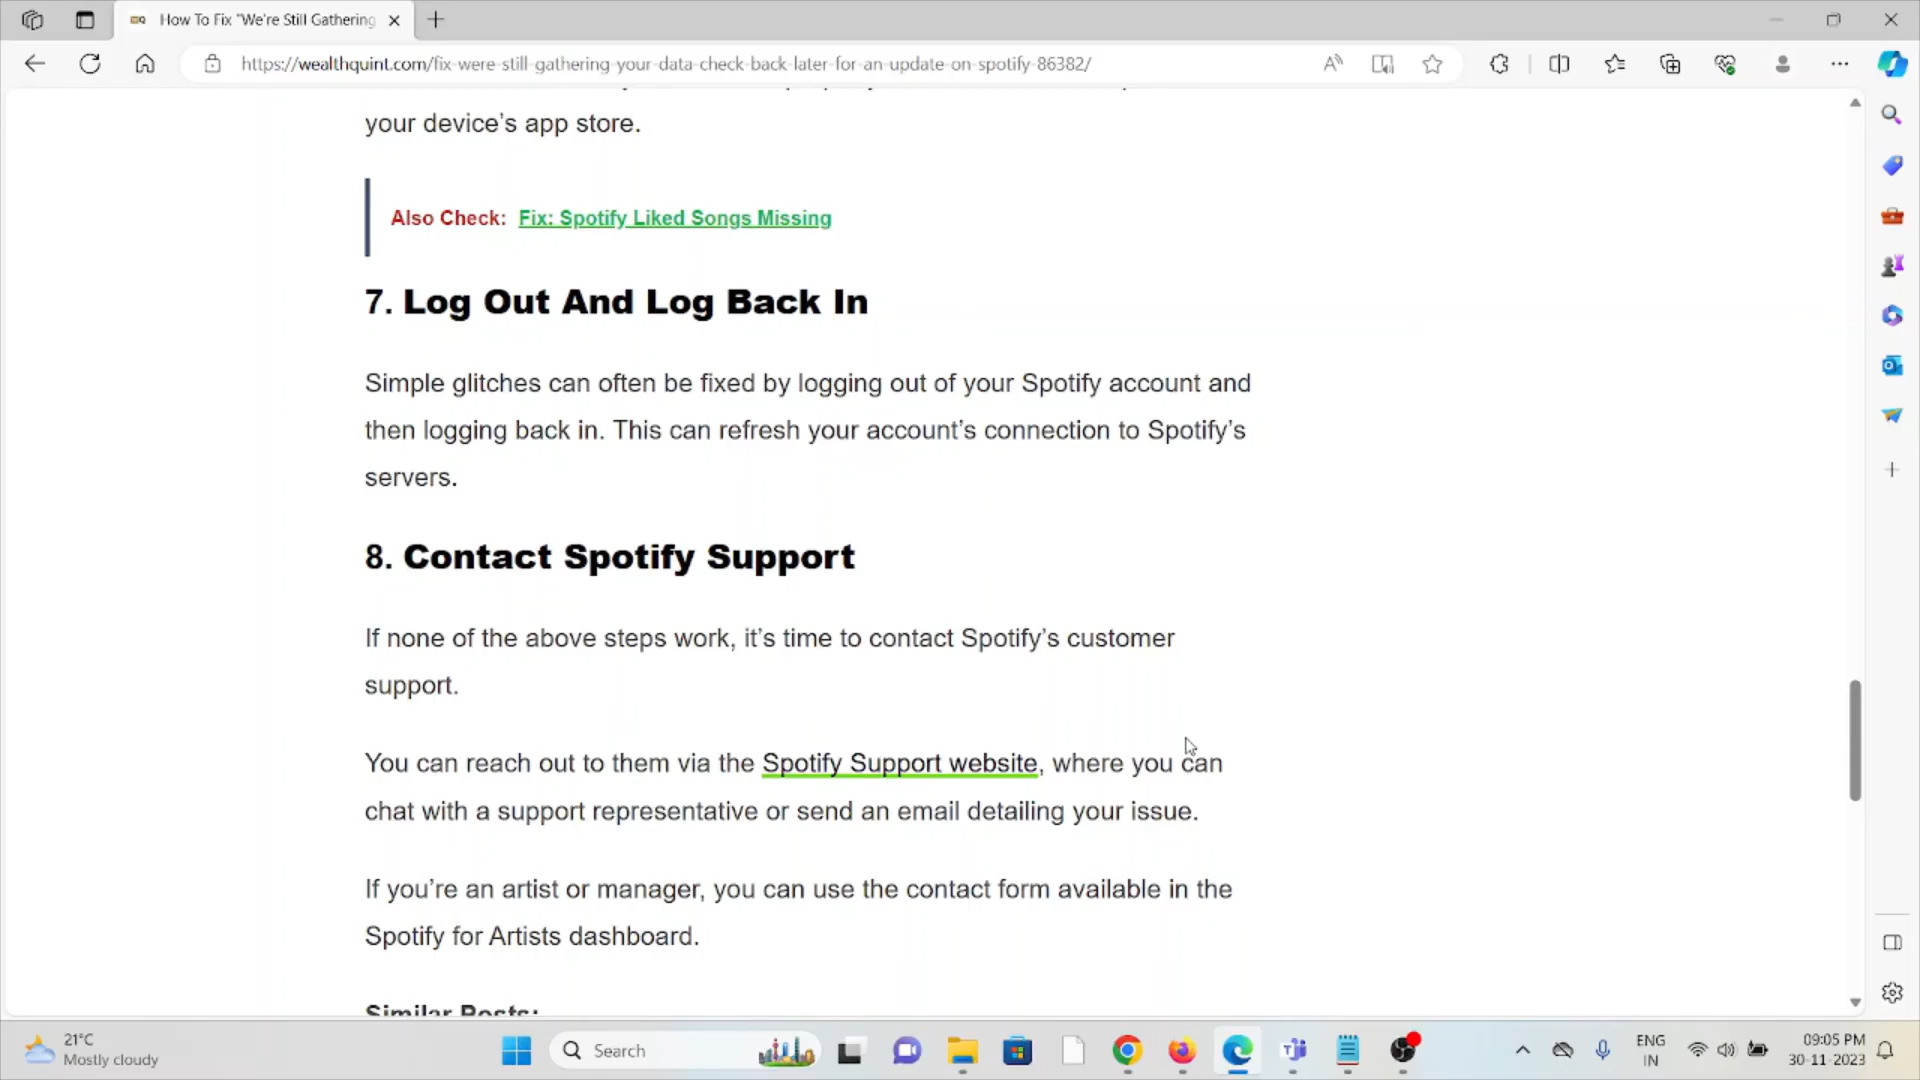 How To Fix "We're Still Gathering
https://wealthquint.com/fix-were-still-gathering-your-data-check-back-later-for-an-update-on-spotify-86382/
your device's app store.
Also Check: Fix: Spotify Liked Songs Missing
7. Log Out And Log Back In
Simple glitches can often be fixed by logging out of your Spotify account and
then logging back in. This can refresh your account's connection to Spotify's
servers.
8. Contact Spotify Support
If none of the above steps work, it's time to contact Spotify's customer
support.
You can reach out to them via the Spotify Support website, where you can
chat with a support representative or send an email detailing your issue.
If you're an artist or manager, you can use the contact form available in the
Spotify for Artists dashboard.
Similar Posts:
21°C
Mostly cloudy
Search
ENG
IN
09:05 PM
30-11-2023